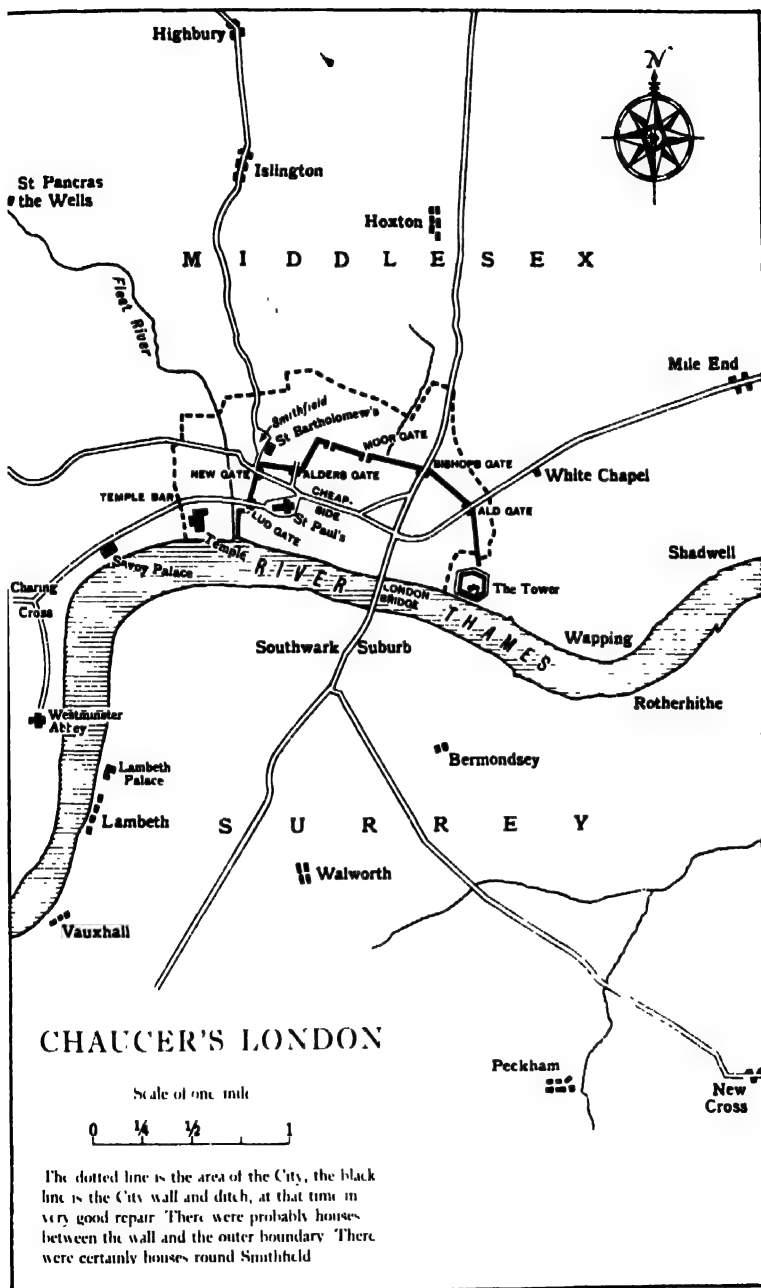 N
Highbury
Islington
St Pancras
the Wells
Hoxton
MIDDLESEX
Fleet River
Mile End
Smithfield
St Bartholomew's
MOOR GATE
NEW GATE
ALDERS GATE
BISHOPS GATE
White Chapel
TEMPLE BAR
CHEAP-
SIDE
ALD GATE
LUD GATE
St Paul's
Temple
Savoy Palace
Shadwell
RIVER THAMES
LONDON
BRIDGE
The Tower
Charing
Cross
Wapping
Southwark Suburb
Rotherhithe
Westminster
Abbey
Bermondsey
Lambeth
Palace
Lambeth
SURREY
Walworth
Vauxhall
CHAUCER'S LONDON
Peckham
New
Cross
Scale of one mile
0 1/4 1/2 1
The dotted line is the area of the City, the black
line is the City wall and ditch, at that time in
very good repair There were probably houses
between the wall and the outer boundary There
were certainly houses round Smithfield